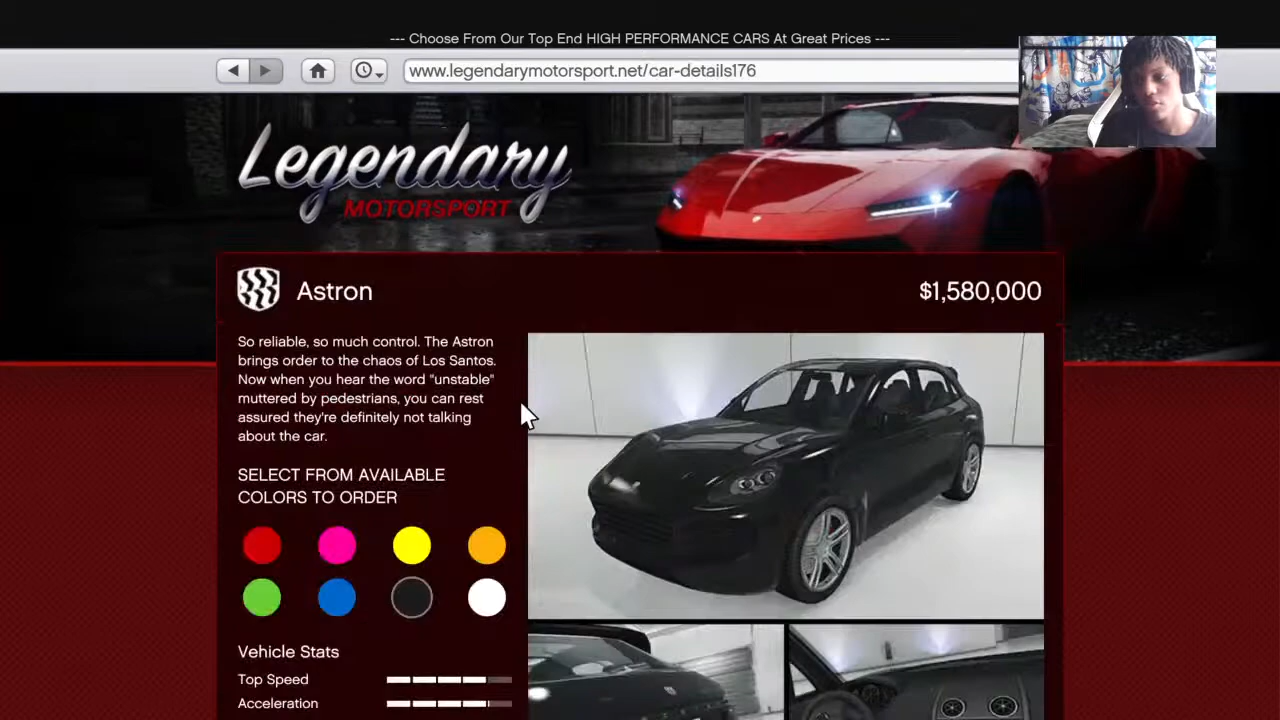 --- Choose From Our Top End HIGH PERFORMANCE CARS At Great Prices ---
www.legendarymotorsport.net/car-details176
Legendary
MOTORSPORT
Astron
$1,580,000
So reliable, so much control. The Astron
brings order to the chaos of Los Santos.
Now when you hear the word "unstable"
muttered by pedestrians, you can rest
assured they're definitely not talking
about the car.
SELECT FROM AVAILABLE
COLORS TO ORDER
Vehicle Stats
Top Speed
Acceleration